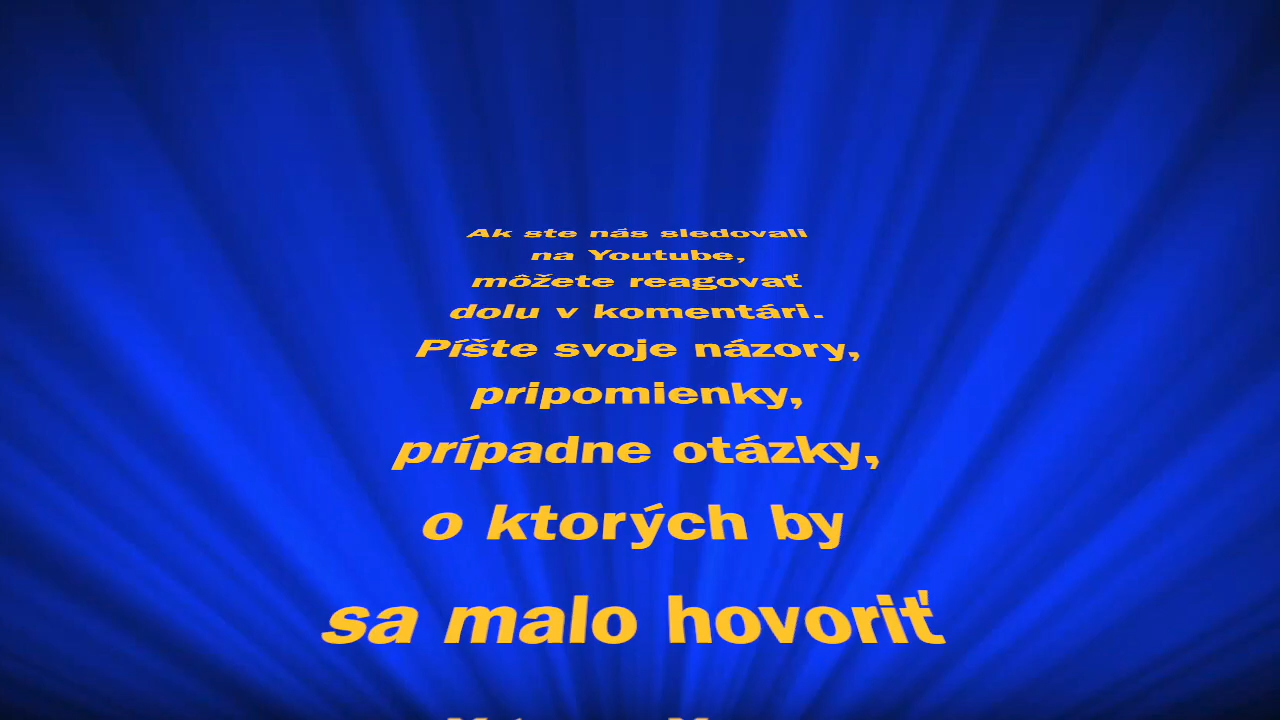 Ak ste nás sledovali
na Youtube,
môžete reagovať
dolu v komentári.
Píšte svoje názory,
pripomienky,
prípadne otázky,
o ktorých by
sa malo hovoriť